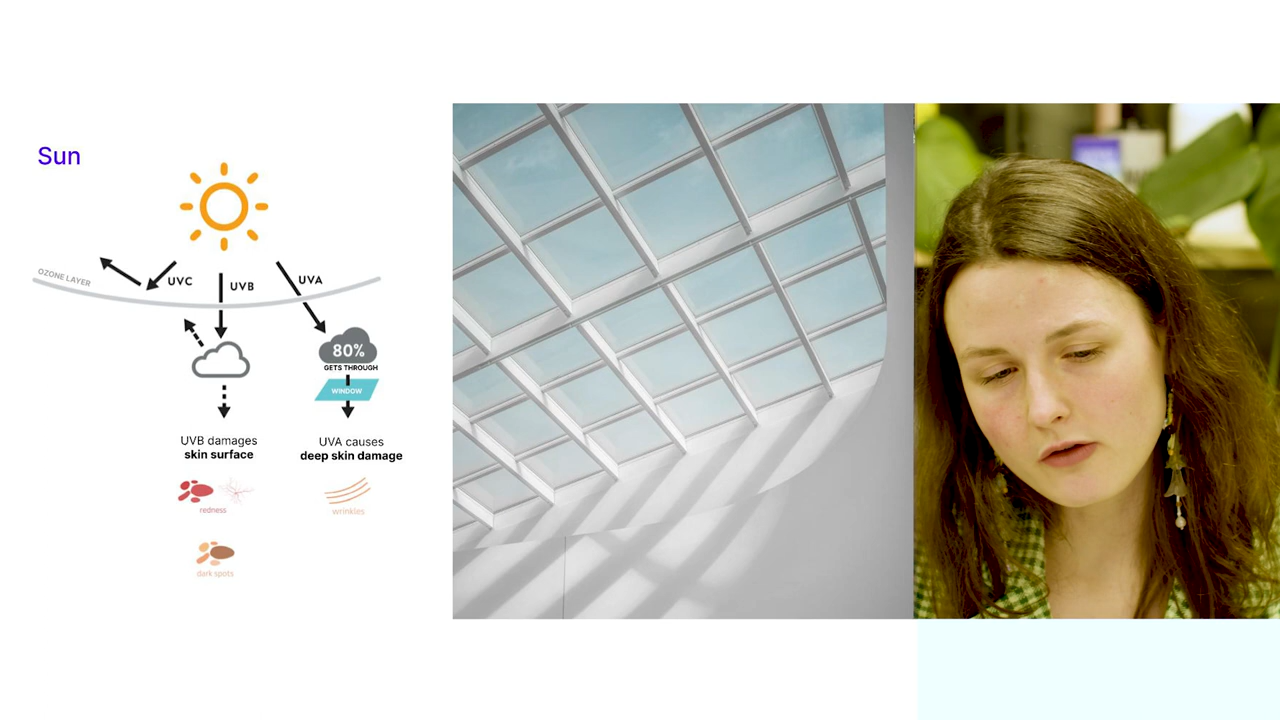 Sun
OZONE LAYER
UVC
UVB
UVA
80%
GETS THROUGH
WINDOW
UVB damages
skin surface
UVA causes
deep skin damage
redness
wrinkles
dark spots